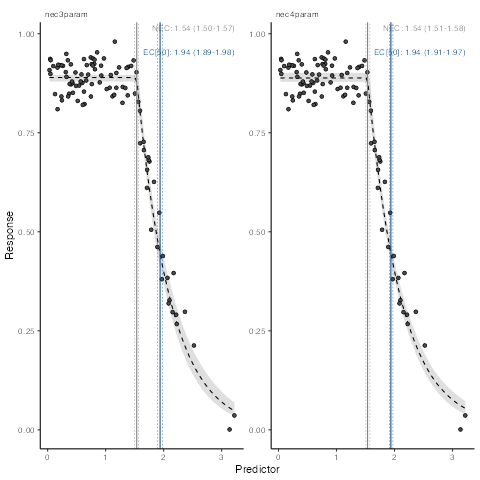 nec3param
nec4param
NEC: 1.54 (1.50-1.57)
EC[50]: 1.94 (1.89-1.98)
NEC: 1.54 (1.51-1.58)
EC[50]: 1.94 (1.91-1.97)
1.00
0.75
0.50
0.25
0.00
1.00
0.75
0.50
0.25
0.00
0
1
2
3
0
1
2
3
Response
Predictor